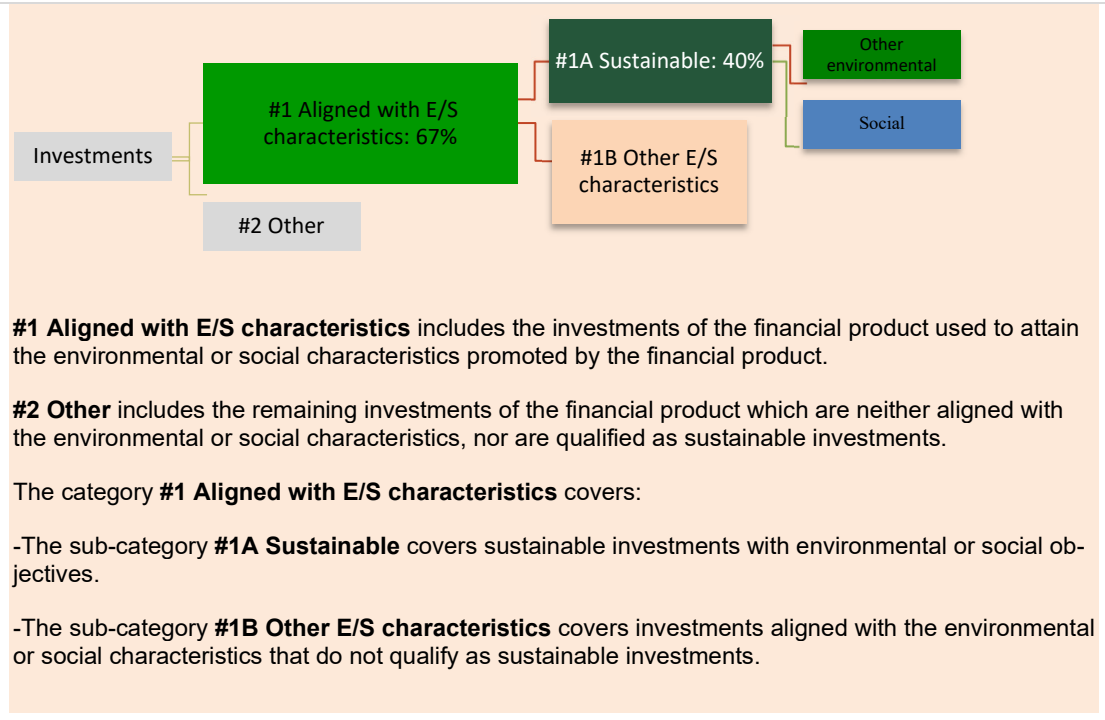 #1A Sustainable: 40%
Other
environmental
#1 Aligned with E/S
characteristics: 67%
Social
Investments
#1B Other E/S
characteristics
#2 Other
#1 Aligned with E/S characteristics includes the investments of the financial product used to attain
the environmental or social characteristics promoted by the financial product.
#2 Other includes the remaining investments of the financial product which are neither aligned with
the environmental or social characteristics, nor are qualified as sustainable investments.
The category #1 Aligned with E/S characteristics covers:
-The sub-category #1A Sustainable covers sustainable investments with environmental or social ob-
jectives.
-The sub-category #1B Other E/S characteristics covers investments aligned with the environmental
or social characteristics that do not qualify as sustainable investments.